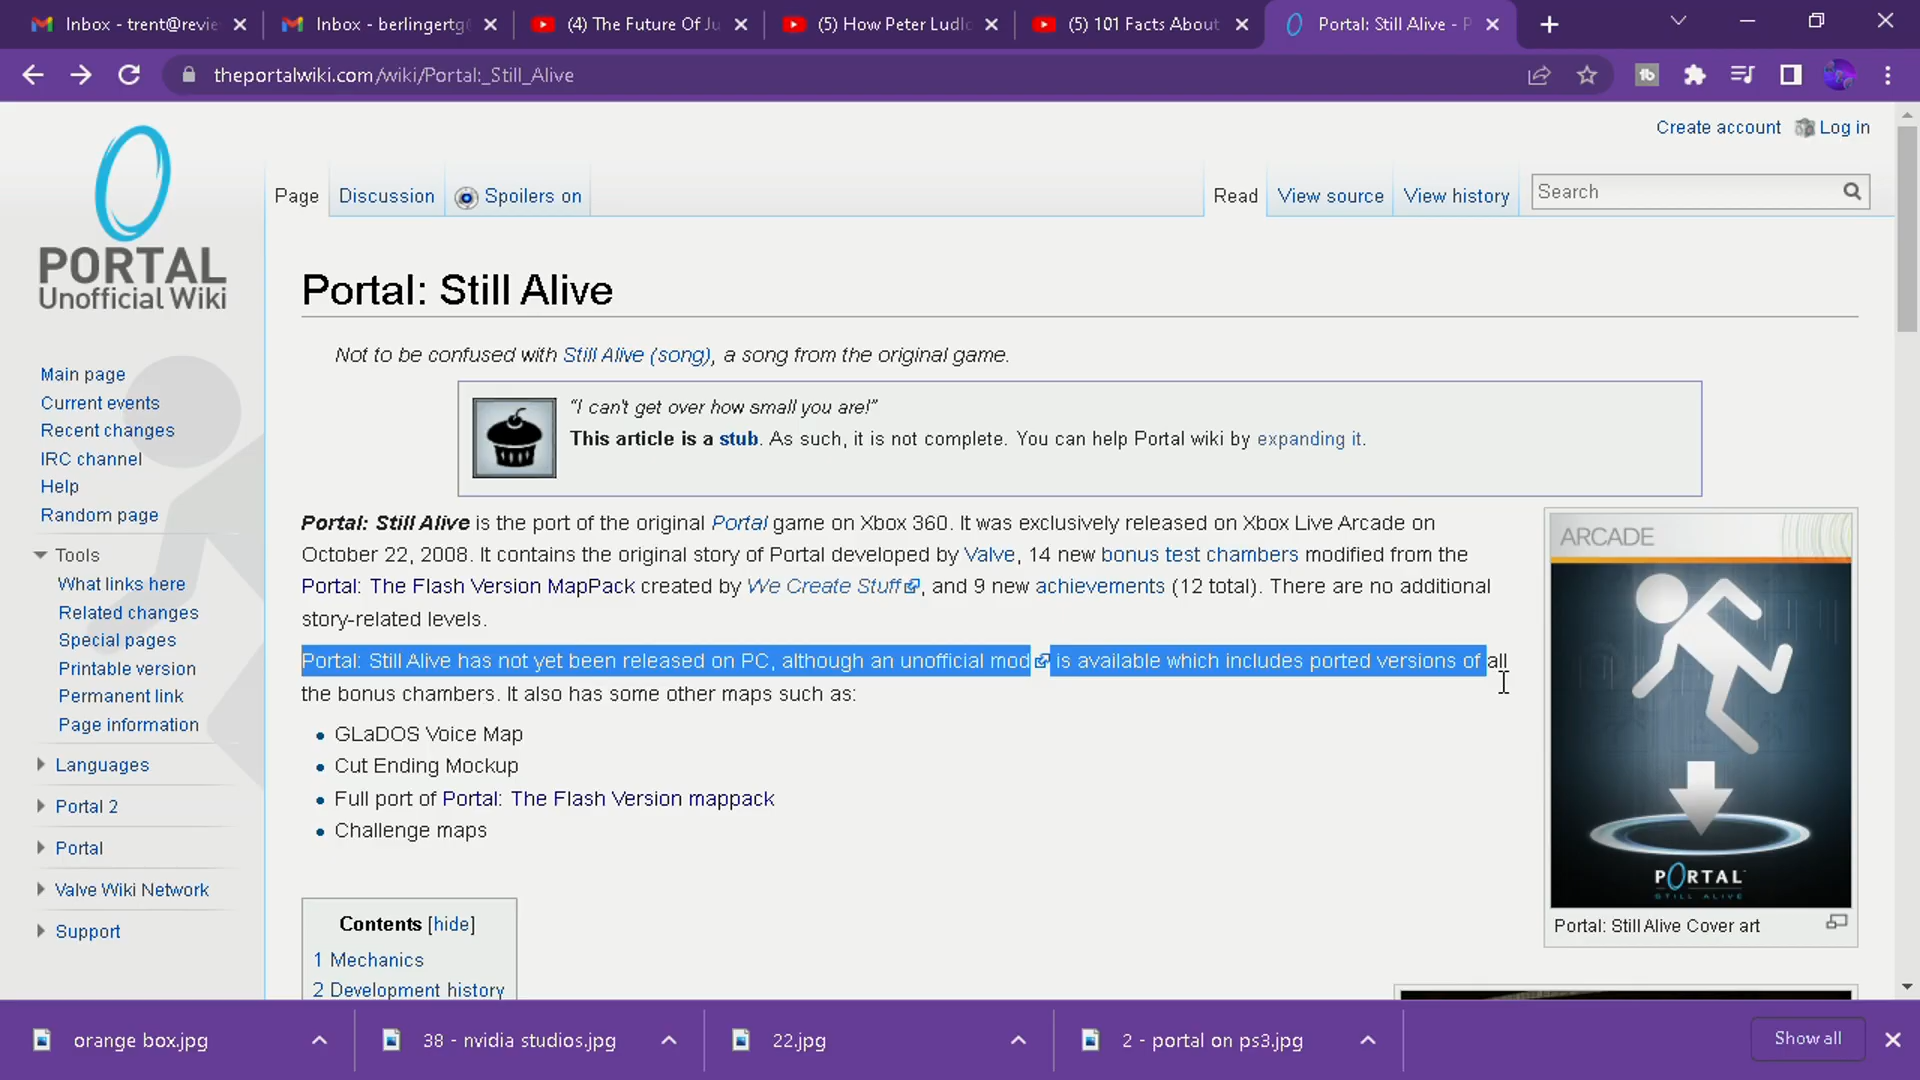 Inbox - trent@revie
Inbox - berlingertg
(4) The Future Of Ju
(5) How Peter Ludlo
(5) 101 Facts About
Portal: Still Alive - P
theportalwiki.com/wiki/Portal:_Still_Alive
Create account Log in
PORTAL
Unofficial Wiki
Page Discussion Spoilers on Read View source View history Search
Portal: Still Alive
Not to be confused with Still Alive (song), a song from the original game.
“I can't get over how small you are!”
This article is a stub. As such, it is not complete. You can help Portal wiki by expanding it.
Main page
Current events
Recent changes
IRC channel
Help
Random page
Tools
What links here
Related changes
Special pages
Printable version
Permanent link
Page information
Languages
Portal 2
Portal
Valve Wiki Network
Support
Portal: Still Alive is the port of the original Portal game on Xbox 360. It was exclusively released on Xbox Live Arcade on
October 22, 2008. It contains the original story of Portal developed by Valve, 14 new bonus test chambers modified from the
Portal: The Flash Version MapPack created by We Create Stuff, and 9 new achievements (12 total). There are no additional
story-related levels.
Portal: Still Alive has not yet been released on PC, although an unofficial mod is available which includes ported versions of all
the bonus chambers. It also has some other maps such as:
• GLaDOS Voice Map
• Cut Ending Mockup
• Full port of Portal: The Flash Version mappack
• Challenge maps
Contents [hide]
1 Mechanics
2 Development history
ARCADE
PORTAL
STILL ALIVE
Portal: Still Alive Cover art
orange box.jpg
38 - nvidia studios.jpg
22.jpg
2 - portal on ps3.jpg
Show all